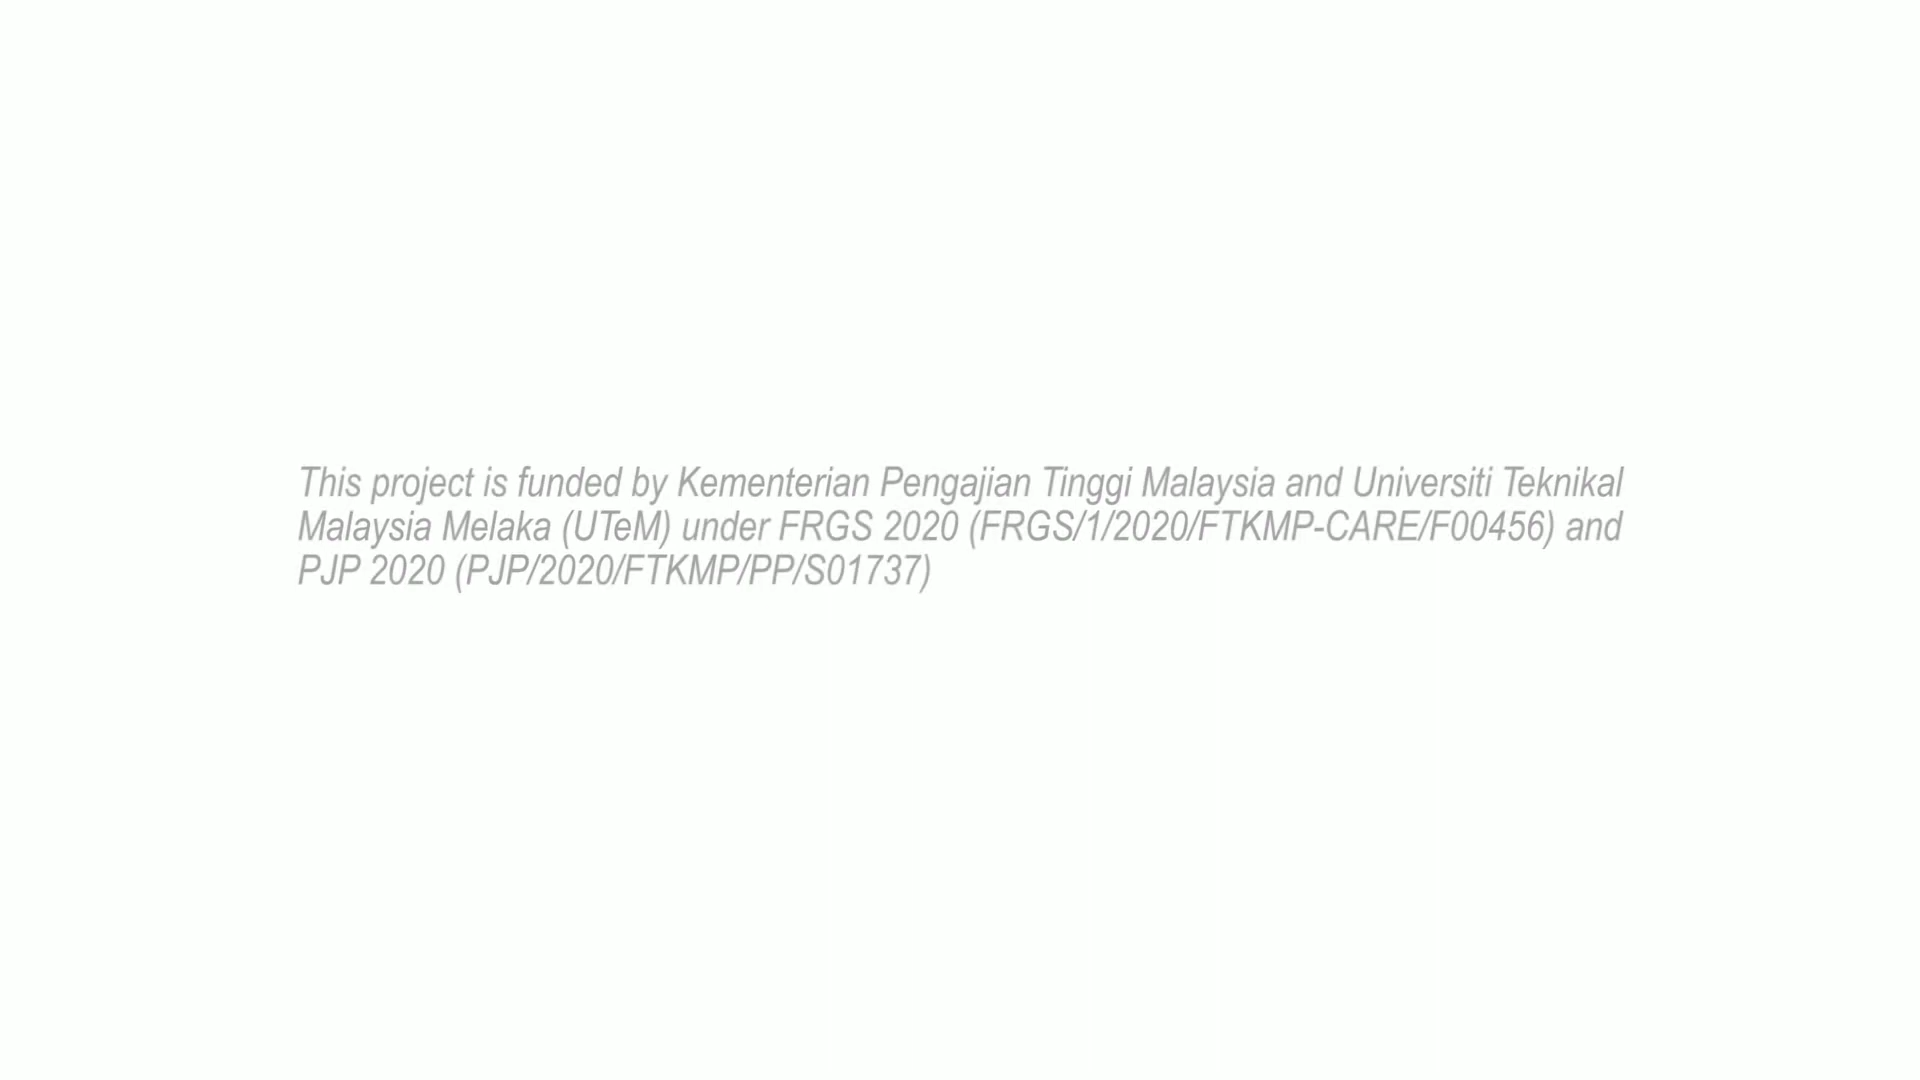 This project is funded by Kementerian Pengajian Tinggi Malaysia and Universiti Teknikal
Malaysia Melaka (UTeM) under FRGS 2020 (FRGS/1/2020/FTKMP-CARE/F00456) and
PJP 2020 (PJP/2020/FTKMP/PP/S01737)